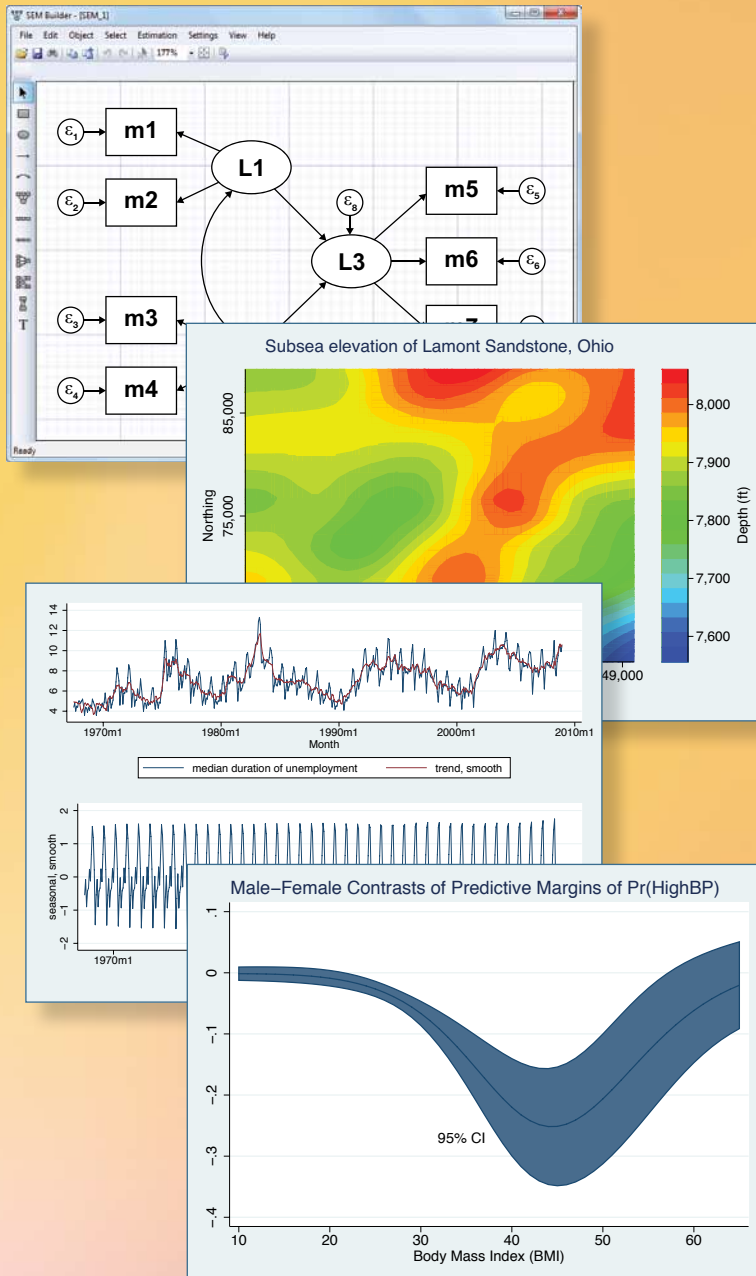 SEM Builder - [SEM_1]
File Edit Object Select Estimation Settings View Help
177%
T
ε1 m1
L1
ε2 m2
ε8
m5 ε5
L3
m6 ε6
ε3 m3
m7
ε4 m4
Ready
Subsea elevation of Lamont Sandstone, Ohio
85,000
75,000
Northing
49,000
8,000
7,900
7,800
7,700
7,600
Depth (ft)
14
12
10
8
6
4
1970m1 1980m1 1990m1 2000m1 2010m1
Month
median duration of unemployment trend, smooth
2
1
0
−1
−2
seasonal, smooth
1970m1
Male−Female Contrasts of Predictive Margins of Pr(HighBP)
.1
0
−.1
−.2
−.3
−.4
95% CI
10 20 30 40 50 60
Body Mass Index (BMI)